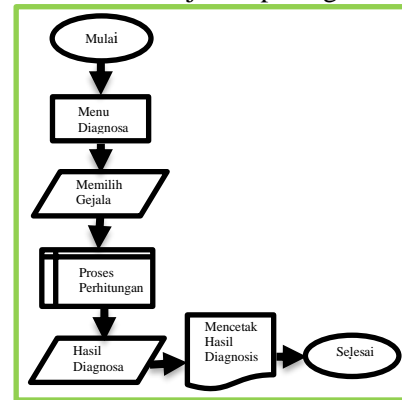 Mulai
Menu
Diagnosa
Memilih
Gejala
Proses
Perhitungan
Hasil
Diagnosa
Mencetak
Hasil
Diagnosis
Selesai